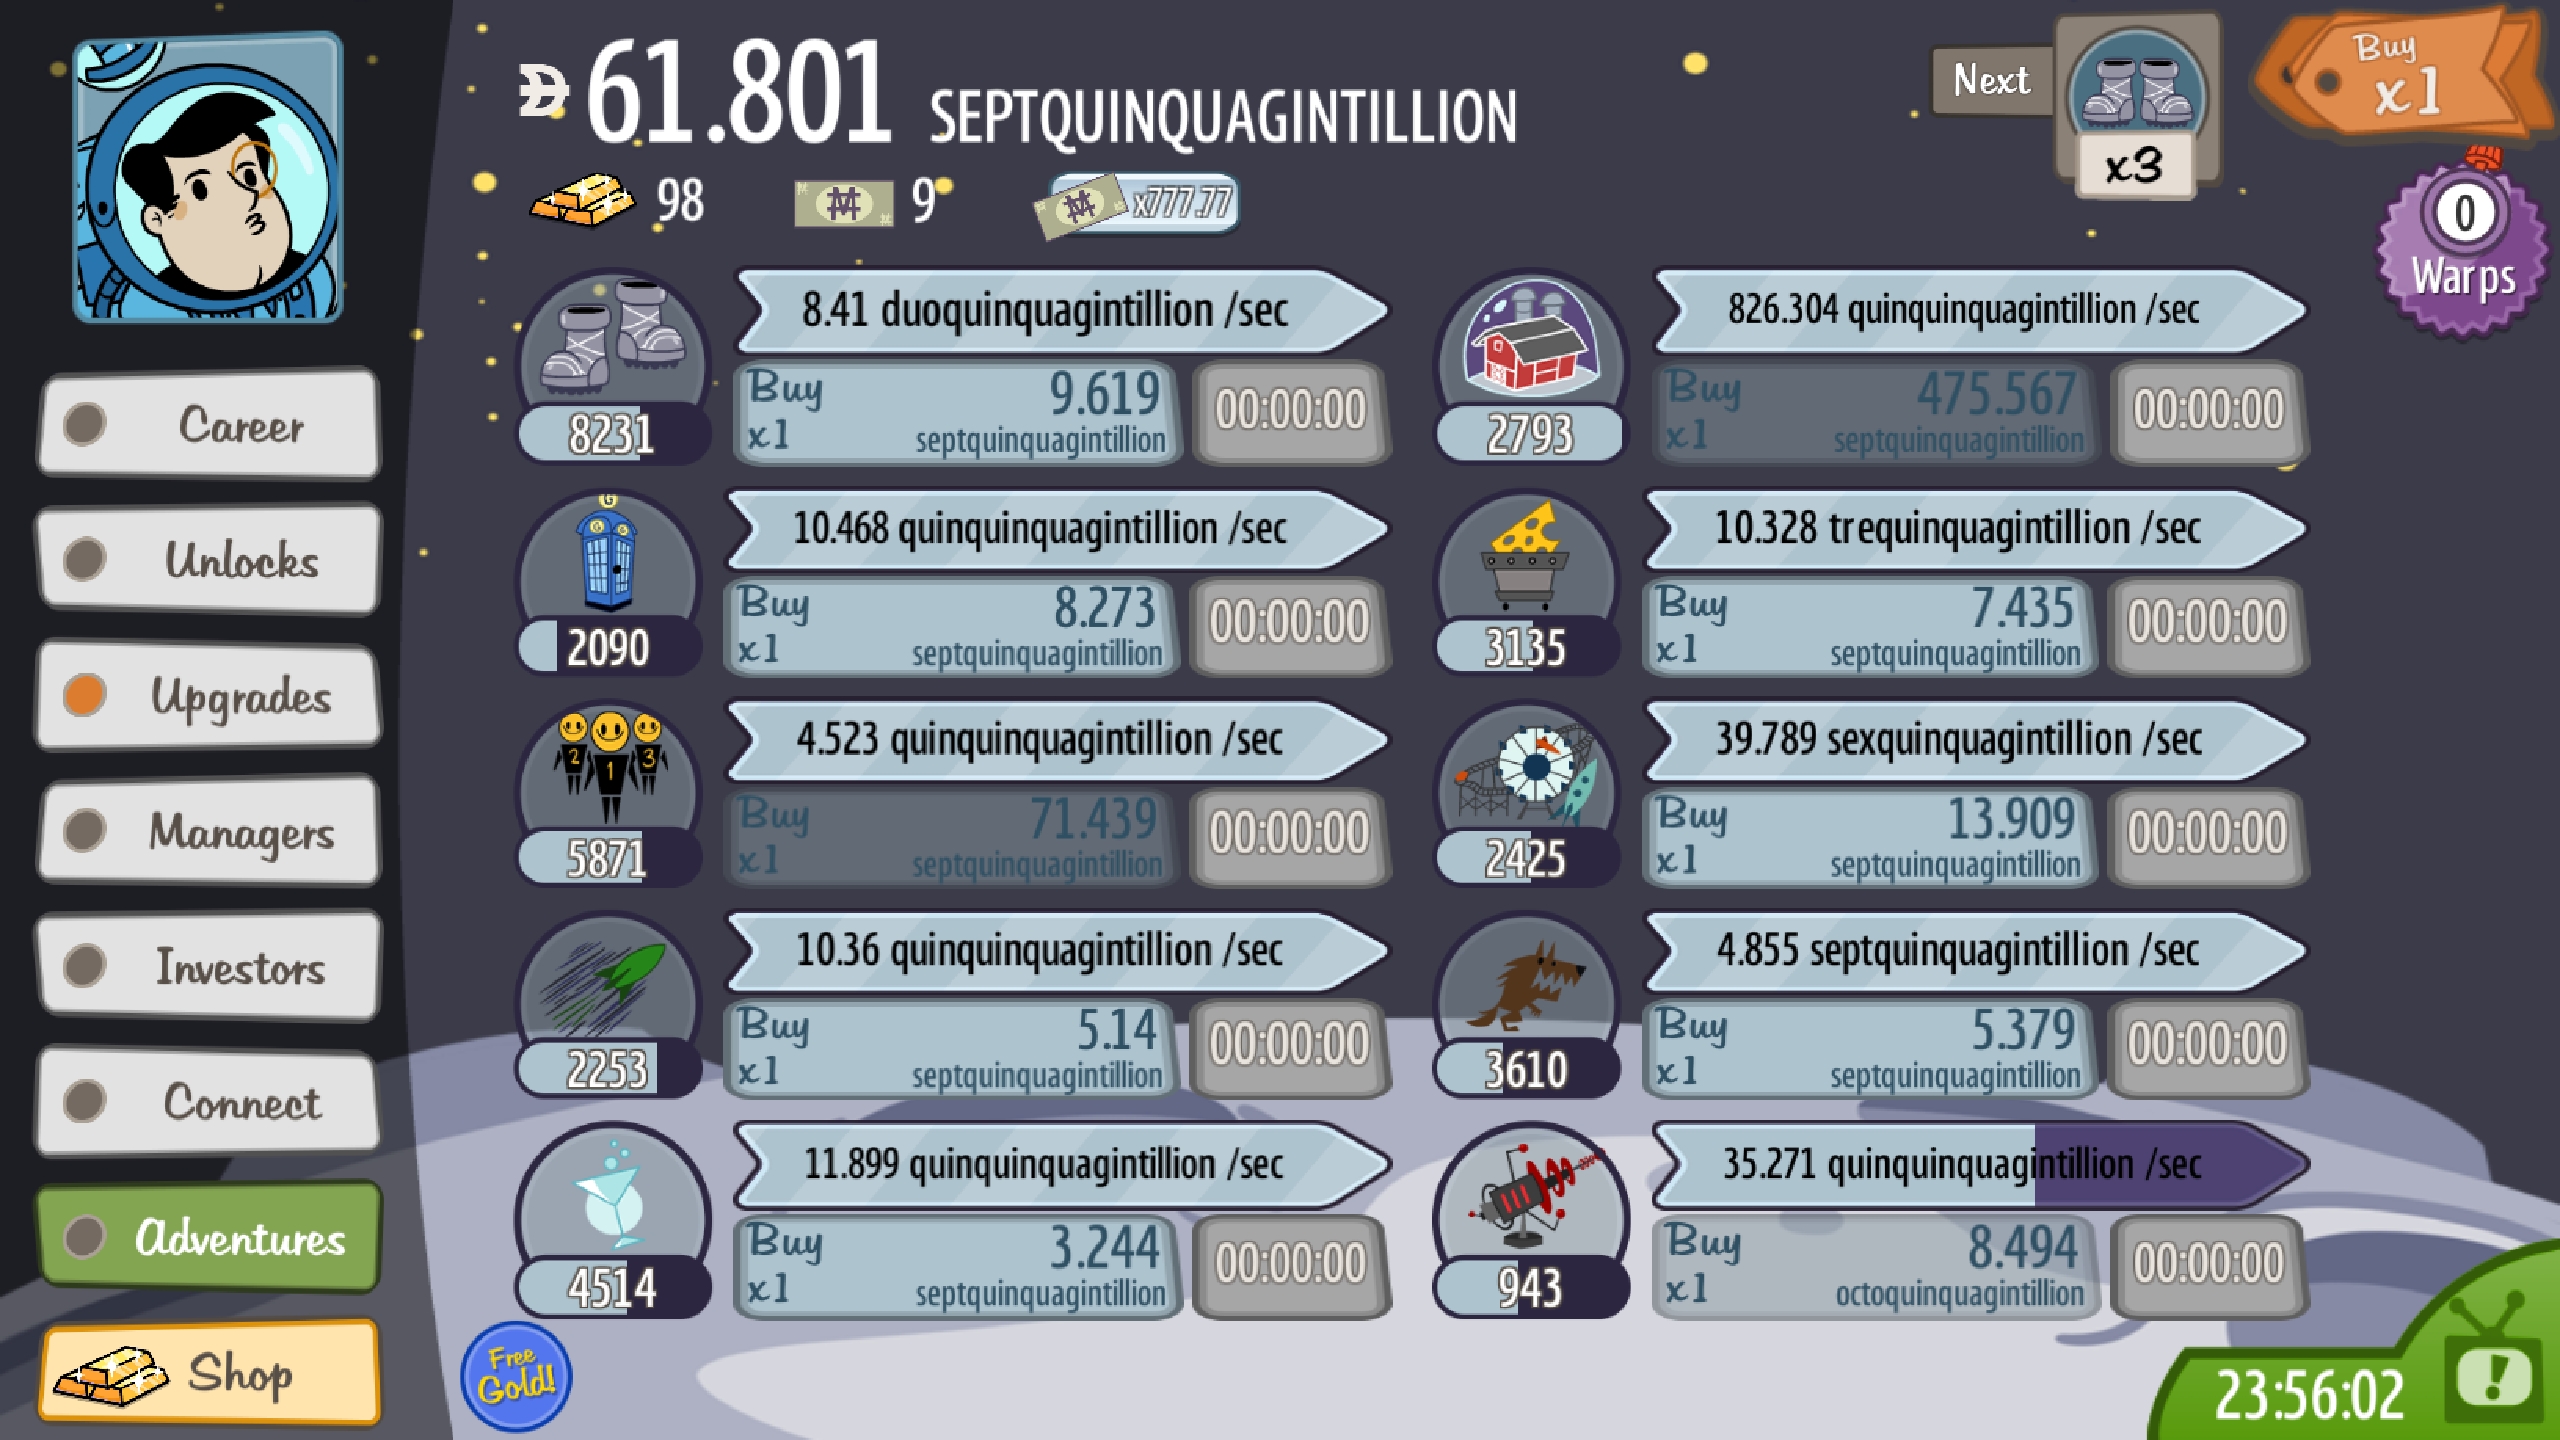 61.801 SEPTQUINQUAGINTILLION
98
9
x777.77
Next
x3
Buy
x1
0
Warps
Career
Unlocks
Upgrades
Managers
Investors
Connect
Adventures
Shop
8.41 duoquinquagintillion /sec
8231
Buy 9.619
x1 septquinquagintillion
00:00:00
826.304 quinquinquagintillion /sec
2793
Buy 475.567
x1 septquinquagintillion
00:00:00
G
10.468 quinquinquagintillion /sec
2090
Buy 8.273
x1 septquinquagintillion
00:00:00
10.328 trequinquagintillion /sec
3135
Buy 7.435
x1 septquinquagintillion
00:00:00
2 1 3
4.523 quinquinquagintillion /sec
5871
Buy 71.439
x1 septquinquagintillion
00:00:00
39.789 sexquinquagintillion /sec
2425
Buy 13.909
x1 septquinquagintillion
00:00:00
10.36 quinquinquagintillion /sec
2253
Buy 5.14
x1 septquinquagintillion
00:00:00
4.855 septquinquagintillion /sec
3610
Buy 5.379
x1 septquinquagintillion
00:00:00
11.899 quinquinquagintillion /sec
4514
Buy 3.244
x1 septquinquagintillion
00:00:00
35.271 quinquinquagintillion /sec
943
Buy 8.494
x1 octoquinquagintillion
00:00:00
Free
Gold!
23:56:02
!